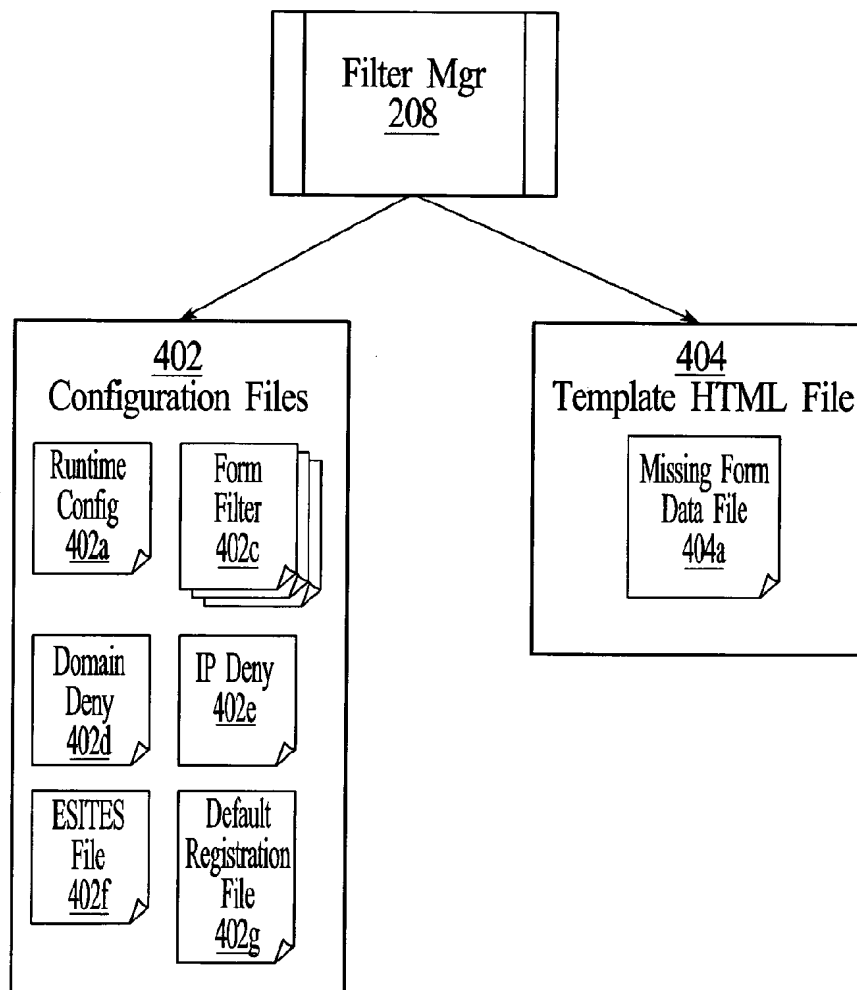 Filter Mgr
208
402
Configuration Files
Runtime
Config
402a
Form
Filter
402c
Domain
Deny
402d
IP Deny
402e
ESITES
File
402f
Default
Registration
File
402g
404
Template HTML File
Missing Form
Data File
404a